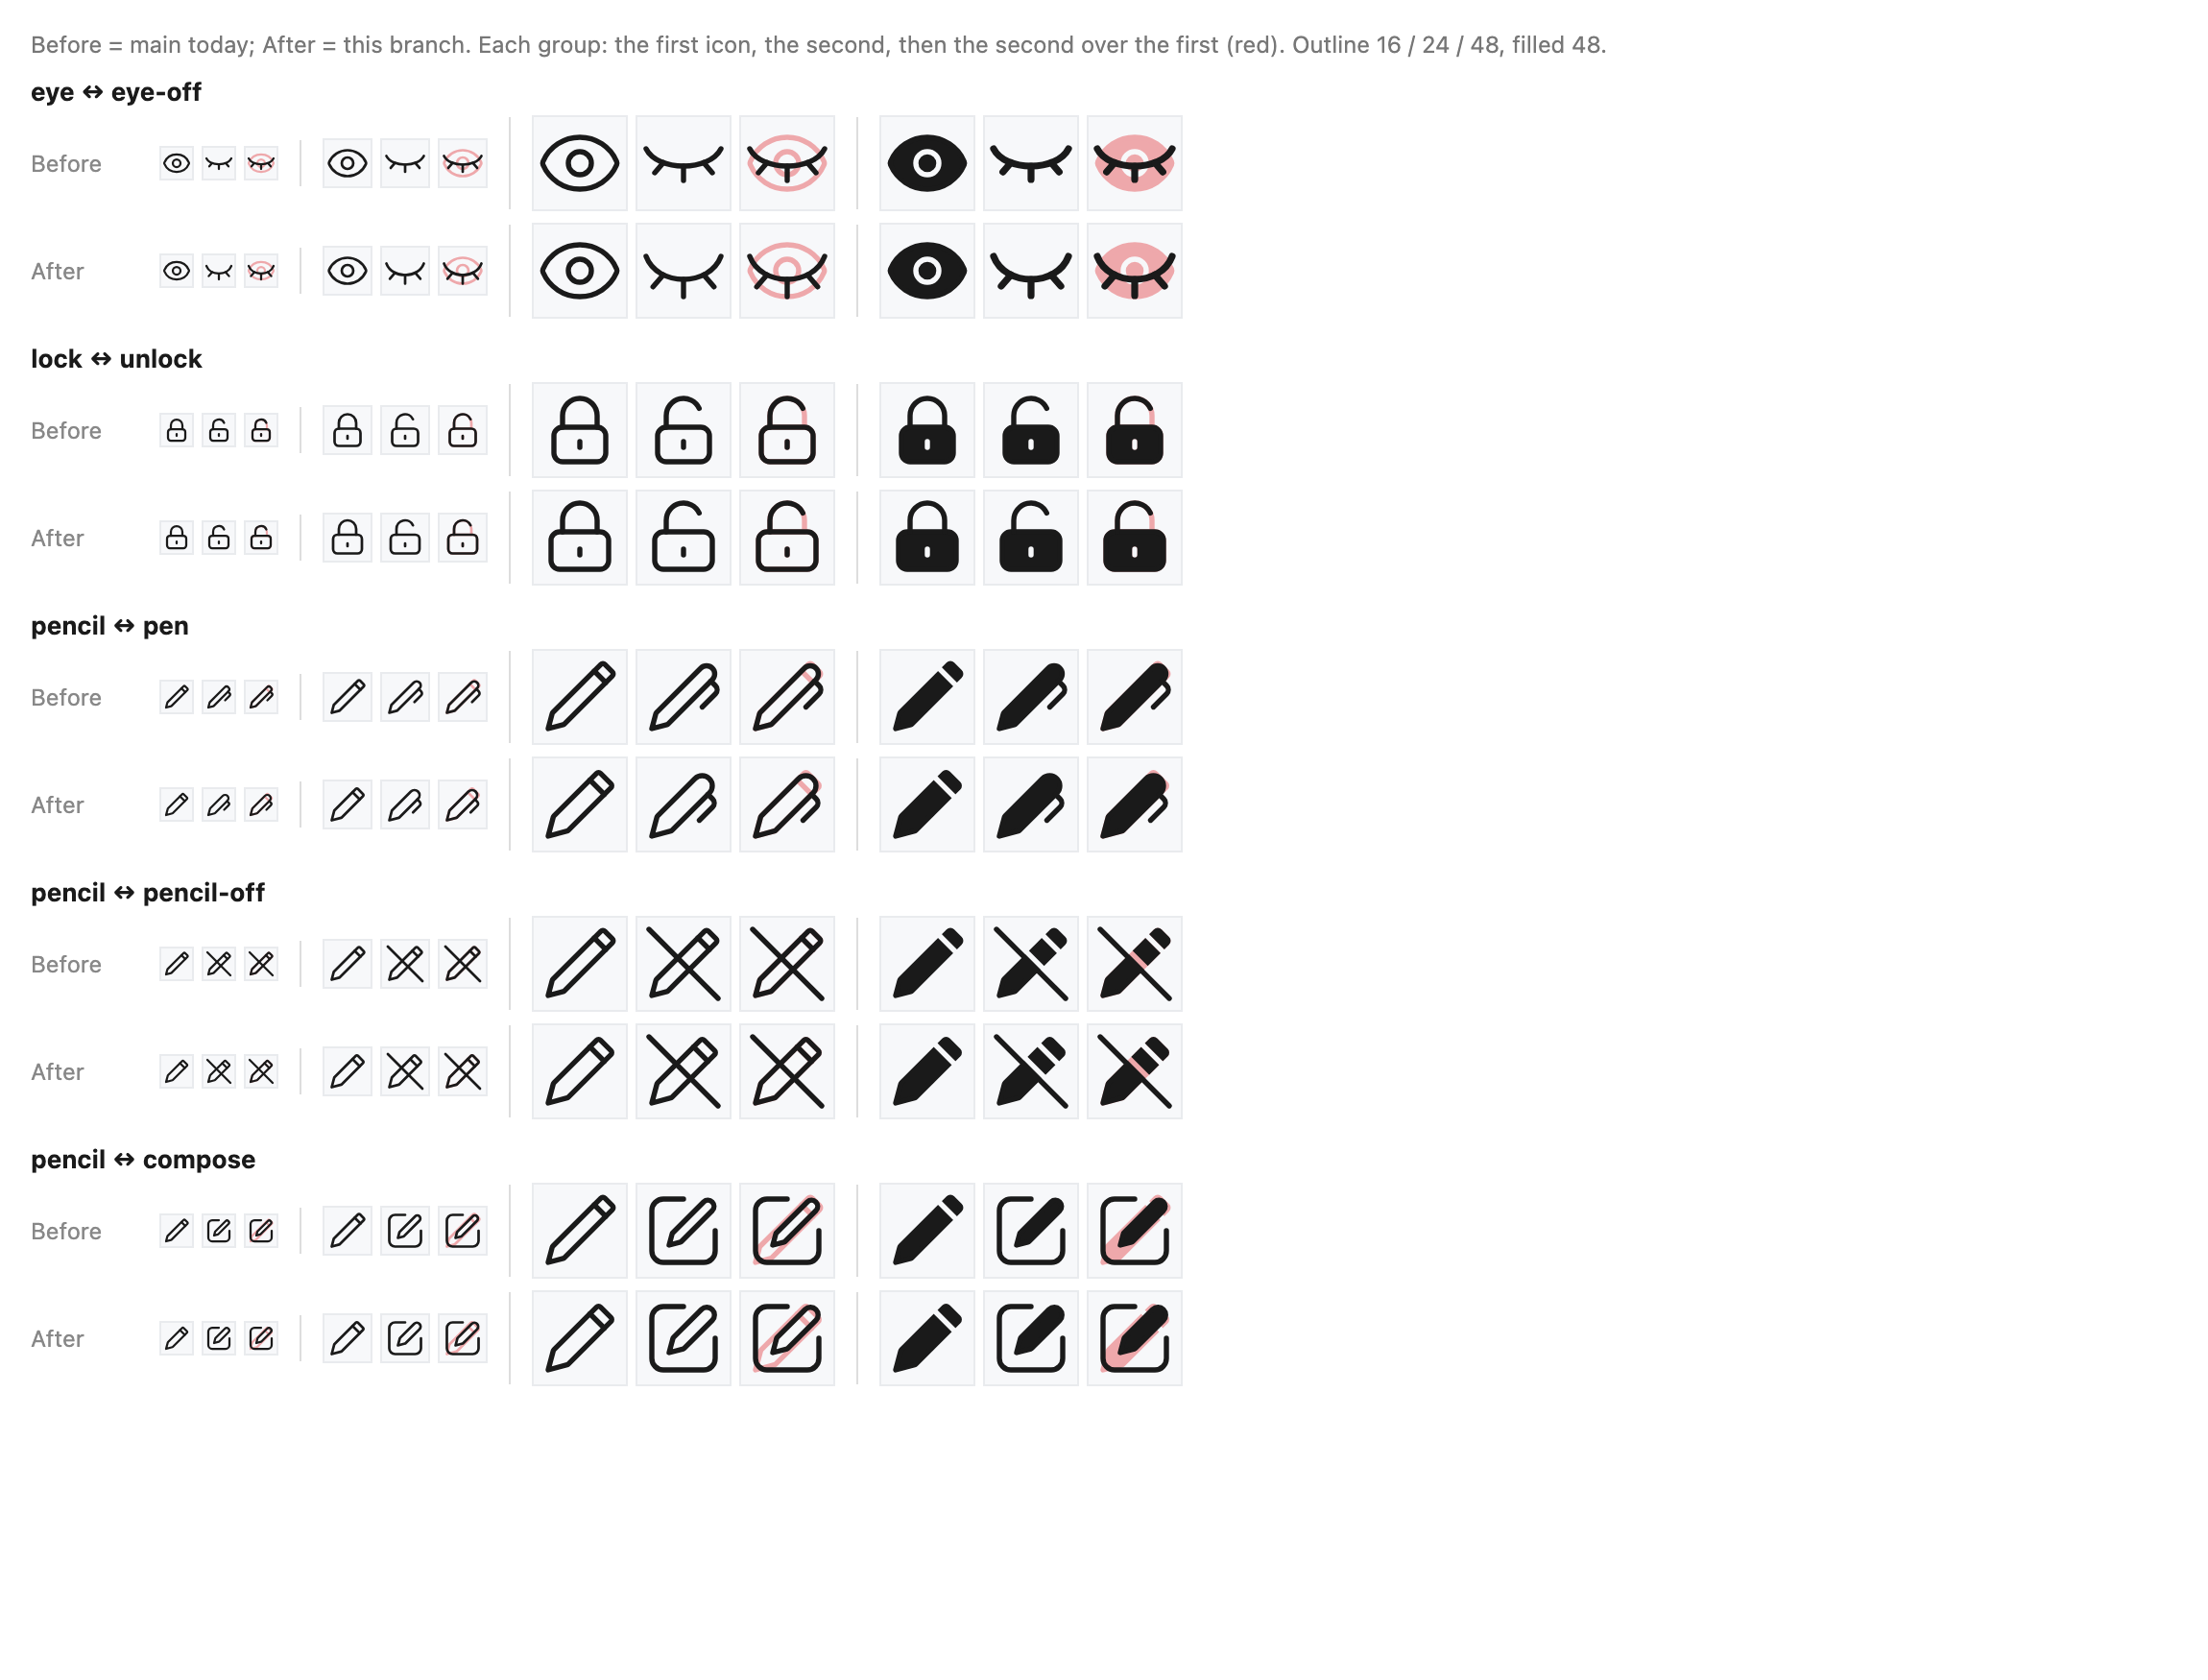 Before = main today; After = this branch. Each group: the first icon, the second, then the second over the first (red). Outline 16 / 24 / 48, filled 48.
eye ↔ eye-off
Before
After
lock ↔ unlock
Before
After
pencil ↔ pen
Before
After
pencil ↔ pencil-off
Before
After
pencil ↔ compose
Before
After